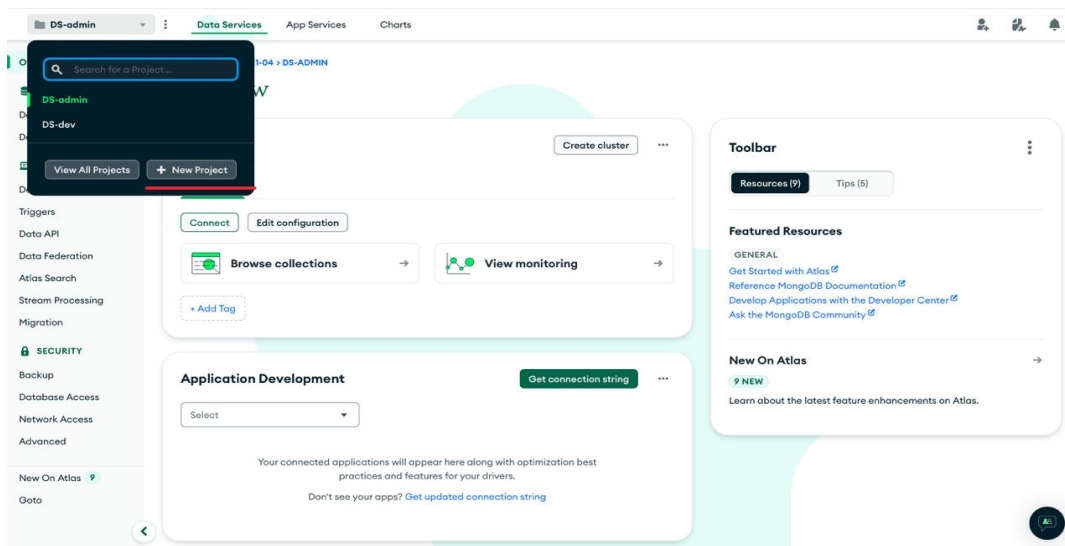 DS-admin
Data Services
App Services
Charts
Search for a Project...
DS-admin
DS-dev
View All Projects
+ New Project
1-04 > DS-ADMIN
Create cluster
Triggers
Data API
Data Federation
Atlas Search
Stream Processing
Migration
SECURITY
Backup
Database Access
Network Access
Advanced
New On Atlas 9
Goto
Connect
Edit configuration
Browse collections
View monitoring
+ Add Tag
Application Development
Get connection string
Select
Your connected applications will appear here along with optimization best
practices and features for your drivers.
Don't see your apps? Get updated connection string
Toolbar
Resources (9)
Tips (5)
Featured Resources
GENERAL
Get Started with Atlas
Reference MongoDB Documentation
Develop Applications with the Developer Center
Ask the MongoDB Community
New On Atlas
9 NEW
Learn about the latest feature enhancements on Atlas.